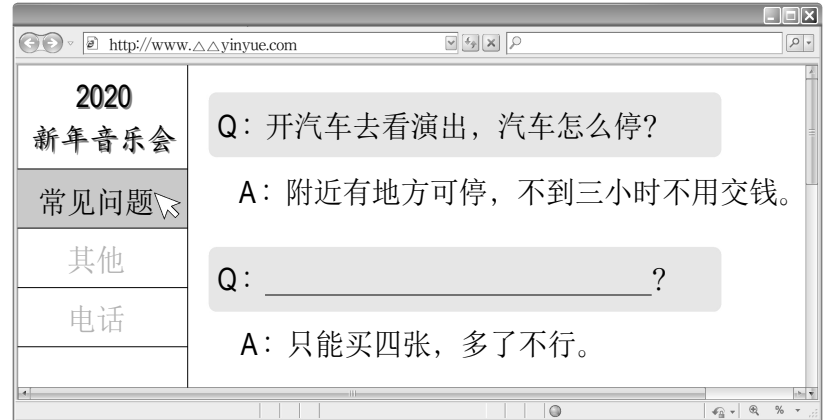 http://www.△△yinyue.com
2020
新年音乐会
常见问题
其他
电话
Q：开汽车去看演出，汽车怎么停？
A：附近有地方可停，不到三小时不用交钱。
Q：____________________？
A：只能买四张，多了不行。
%